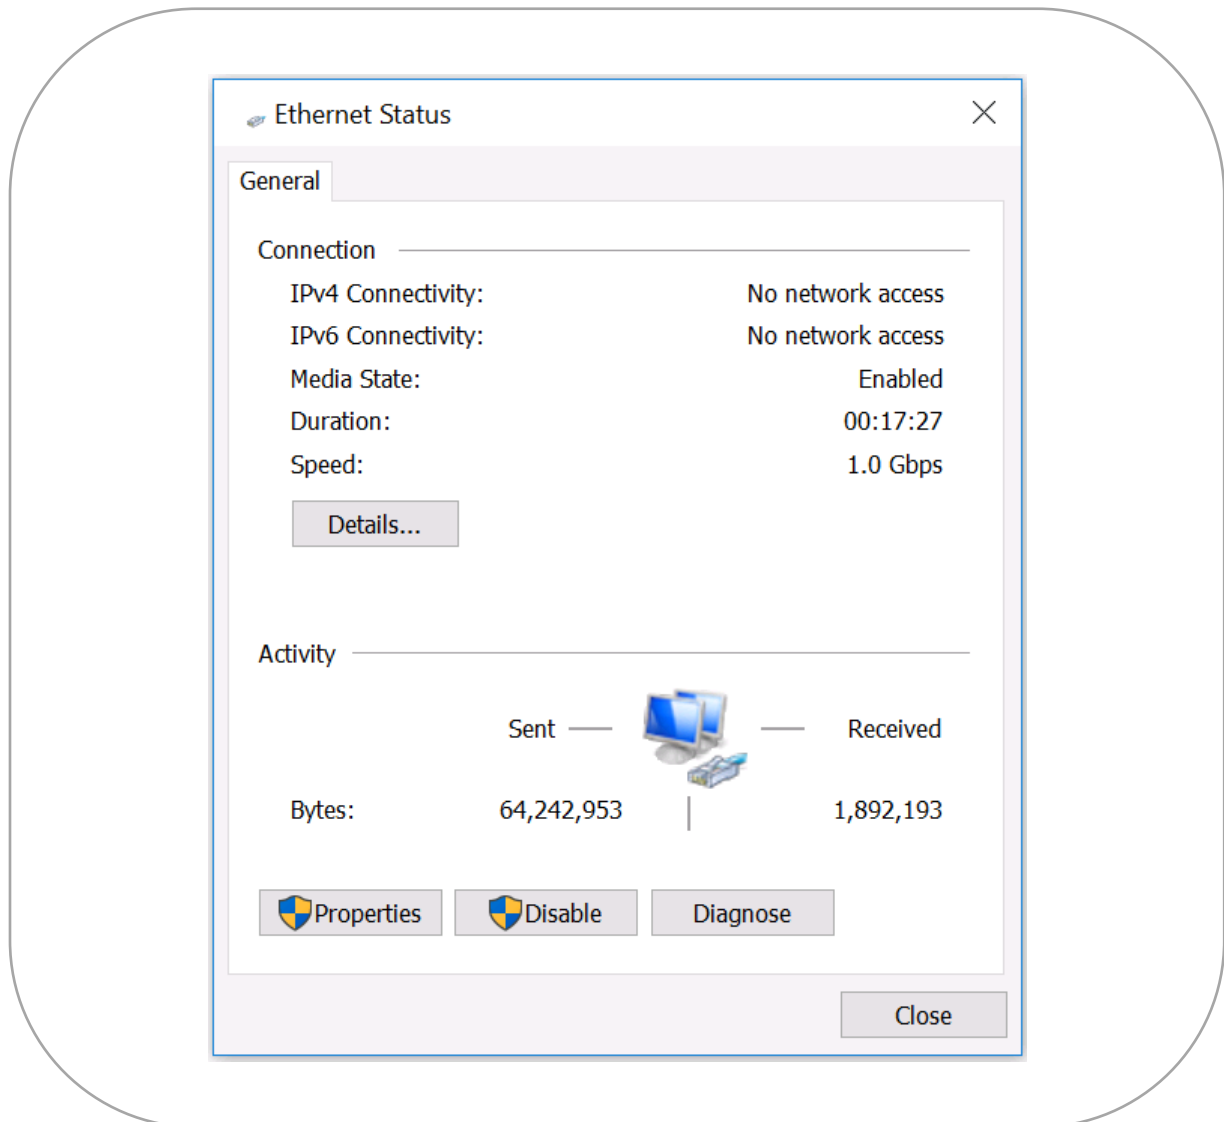 Ethernet Status
General
Connection
IPv4 Connectivity: No network access
IPv6 Connectivity: No network access
Media State: Enabled
Duration: 00:17:27
Speed: 1.0 Gbps
Details...
Activity
Sent Received
Bytes: 64,242,953 1,892,193
Properties Disable Diagnose
Close